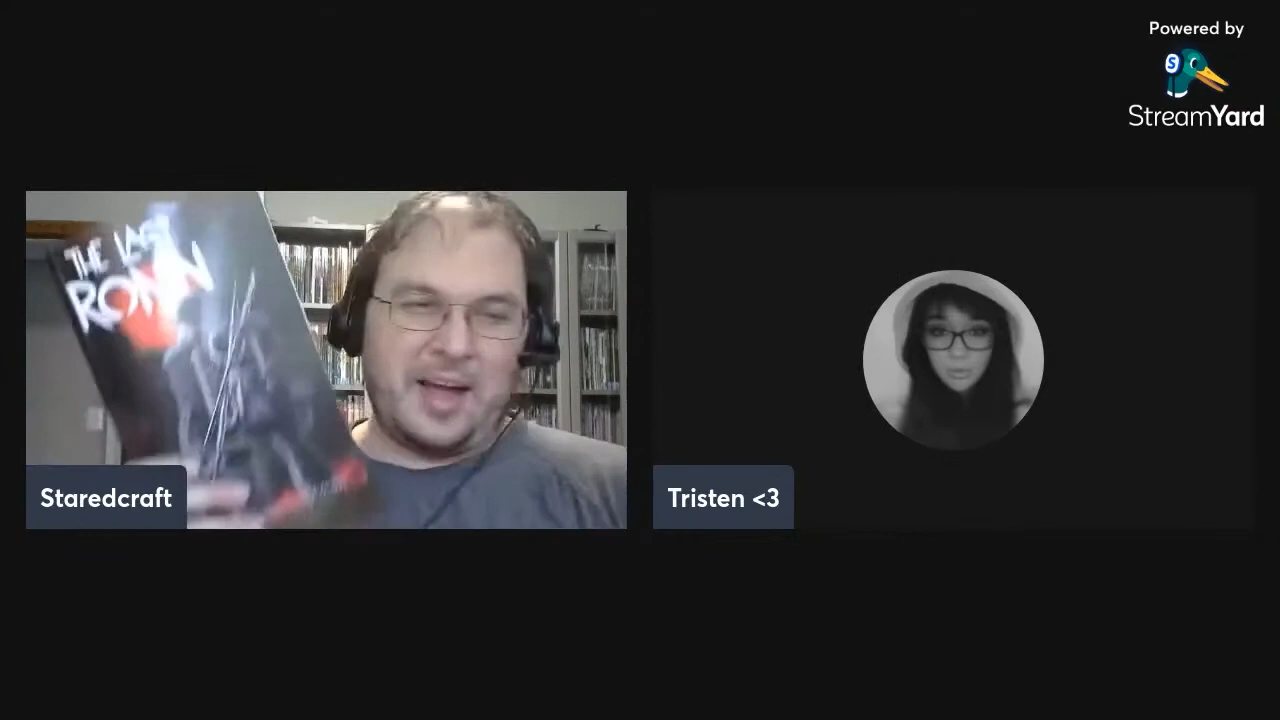 Powered by
S
StreamYard
THE LAST
RONIN
Staredcraft
Tristen <3